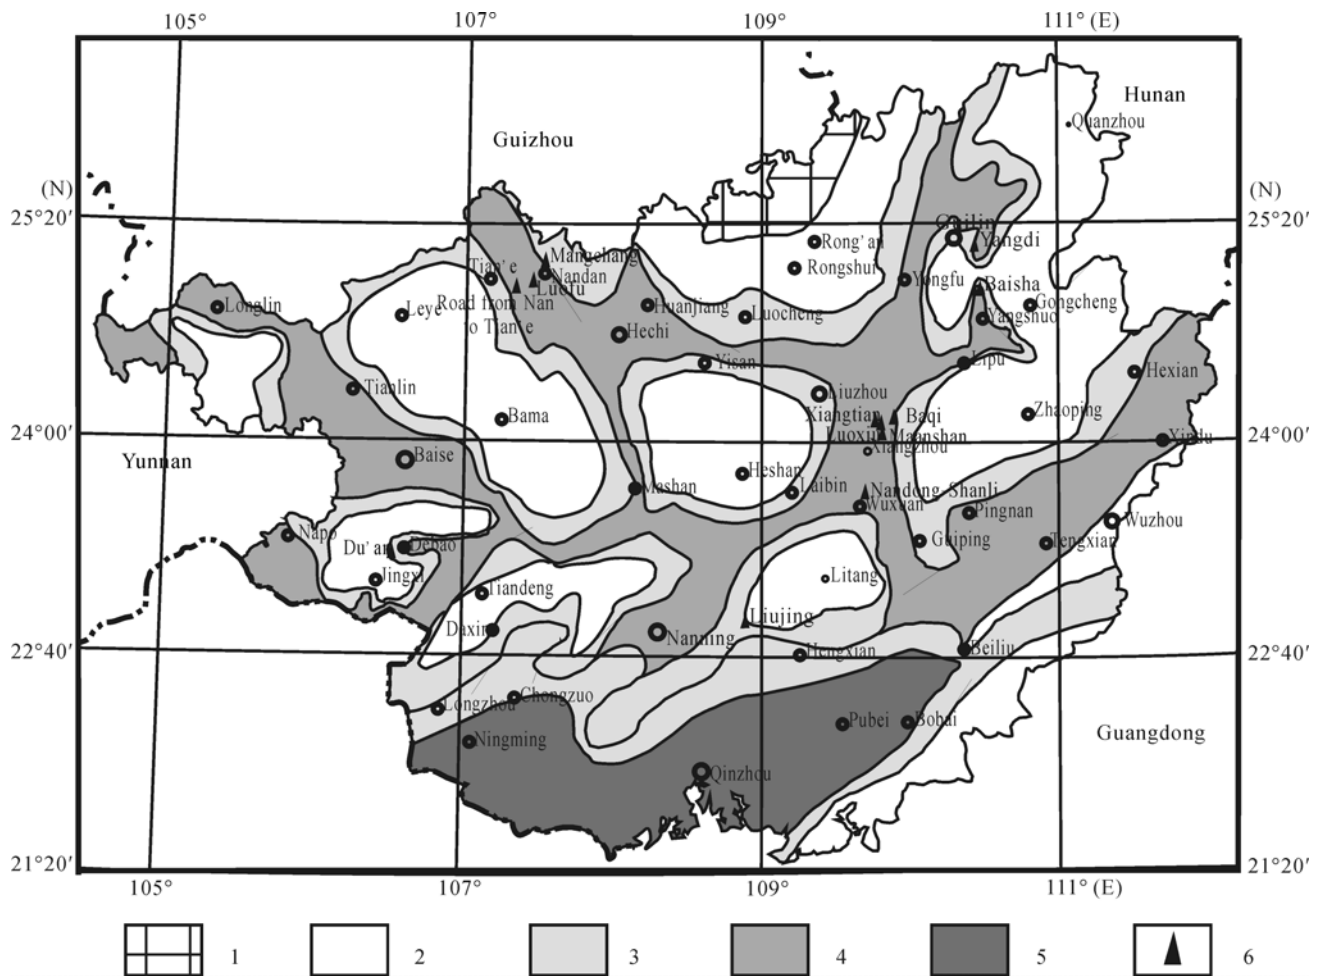 105° 107° 109° 111° (E)
Hunan
Quanzhou
Guizhou
(N) (N)
25°20′ 25°20′
Guilin
Yangdi
Rong'an
Mangchang
Tian'e
Rongshui
Nandan
Yongfu
Luofu
Baisha
Road from Nan
to Tian'e
Longlin
Leye
Huanjiang
Luocheng
Gongcheng
Yangshuo
Hechi
Yisan
Lipu
Hexian
Tianlin
Liuzhou
Bama
Xiangtian
Baqi
Zhaoping
Luoxiu
Maanshan
24°00′ 24°00′
Xindu
Xiangzhou
Yunnan
Baise
Heshan
Mashan
Laibin
Nandong-Shanli
Wuxuan
Pingnan
Wuzhou
Napo
Du'an
Debao
Guiping
Tengxian
Jingxi
Litang
Tiandeng
Liujing
Daxin
Nanning
22°40′ 22°40′
Hengxian
Beiliu
Longzhou
Chongzuo
Pubei
Bobai
Ningming
Guangdong
Qinzhou
21°20′ 21°20′
105° 107° 109° 111° (E)
1 2 3 4 5 6